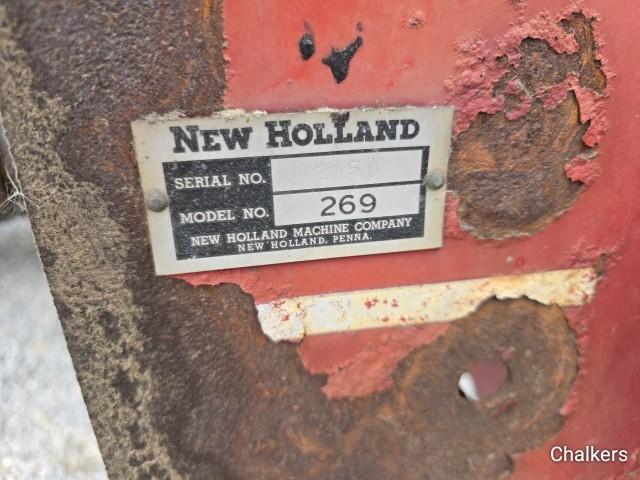 NEW HOLLAND
SERIAL NO.
MODEL NO. 269
NEW HOLLAND MACHINE COMPANY
NEW HOLLAND, PENNA.
Chalkers